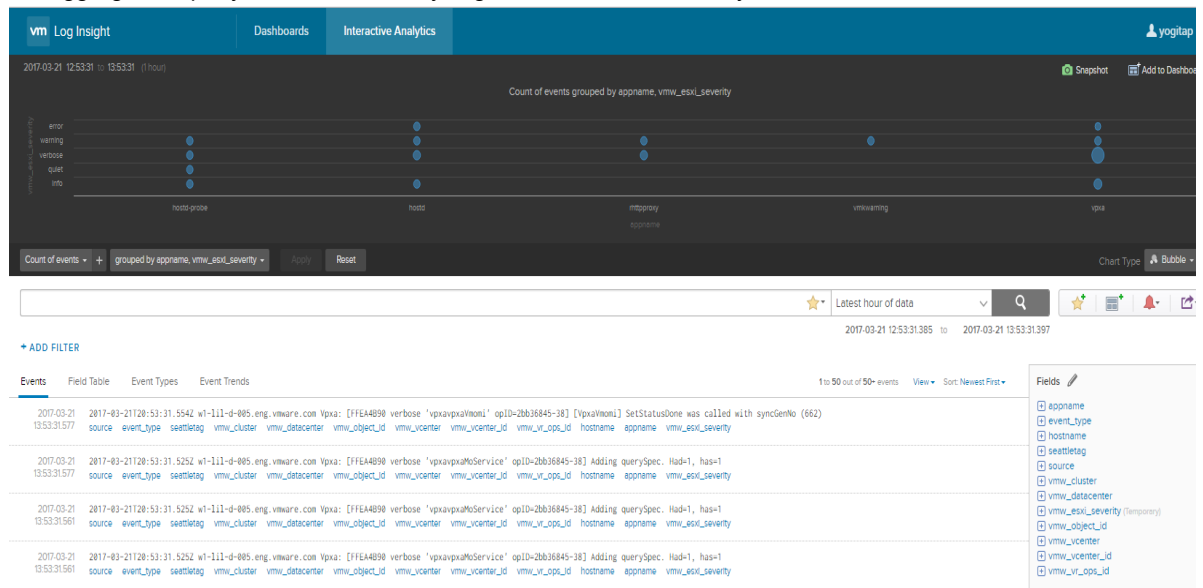 vm Log Insight Dashboards Interactive Analytics yogitap
2017-03-21 12:53:31 to 13:53:31 (1 hour) Snapshot Add to Dashboa
Count of events grouped by appname, vmw_esxi_severity
vmw_esxi_severity
error
warning
verbose
quiet
info
hostd-probe hostd rhttpproxy vmkwarning vpxa
appname
Count of events + grouped by appname, vmw_esxi_severity Apply Reset Chart Type Bubble
Latest hour of data
2017-03-21 12:53:31.385 to 2017-03-21 13:53:31.397
+ ADD FILTER
Events Field Table Event Types Event Trends 1 to 50 out of 50+ events View Sort: Newest First
2017-03-21 2017-03-21T20:53:31.554Z w1-lil-d-005.eng.vmware.com Vpxa: [FFEA4B90 verbose 'vpxavpxaVmomi' opID=2bb36845-38] [VpxaVmomi] SetStatusDone was called with syncGenNo (662)
13:53:31.577 source event_type seattletag vmw_cluster vmw_datacenter vmw_object_id vmw_vcenter vmw_vcenter_id vmw_vr_ops_id hostname appname vmw_esxi_severity
2017-03-21 2017-03-21T20:53:31.525Z w1-lil-d-005.eng.vmware.com Vpxa: [FFEA4B90 verbose 'vpxavpxaMoService' opID=2bb36845-38] Adding querySpec. Had=1, has=1
13:53:31.577 source event_type seattletag vmw_cluster vmw_datacenter vmw_object_id vmw_vcenter vmw_vcenter_id vmw_vr_ops_id hostname appname vmw_esxi_severity
2017-03-21 2017-03-21T20:53:31.525Z w1-lil-d-005.eng.vmware.com Vpxa: [FFEA4B90 verbose 'vpxavpxaMoService' opID=2bb36845-38] Adding querySpec. Had=1, has=1
13:53:31.561 source event_type seattletag vmw_cluster vmw_datacenter vmw_object_id vmw_vcenter vmw_vcenter_id vmw_vr_ops_id hostname appname vmw_esxi_severity
2017-03-21 2017-03-21T20:53:31.525Z w1-lil-d-005.eng.vmware.com Vpxa: [FFEA4B90 verbose 'vpxavpxaMoService' opID=2bb36845-38] Adding querySpec. Had=1, has=1
13:53:31.561 source event_type seattletag vmw_cluster vmw_datacenter vmw_object_id vmw_vcenter vmw_vcenter_id vmw_vr_ops_id hostname appname vmw_esxi_severity
Fields
appname
event_type
hostname
seattletag
source
vmw_cluster
vmw_datacenter
vmw_esxi_severity (Temporary)
vmw_object_id
vmw_vcenter
vmw_vcenter_id
vmw_vr_ops_id